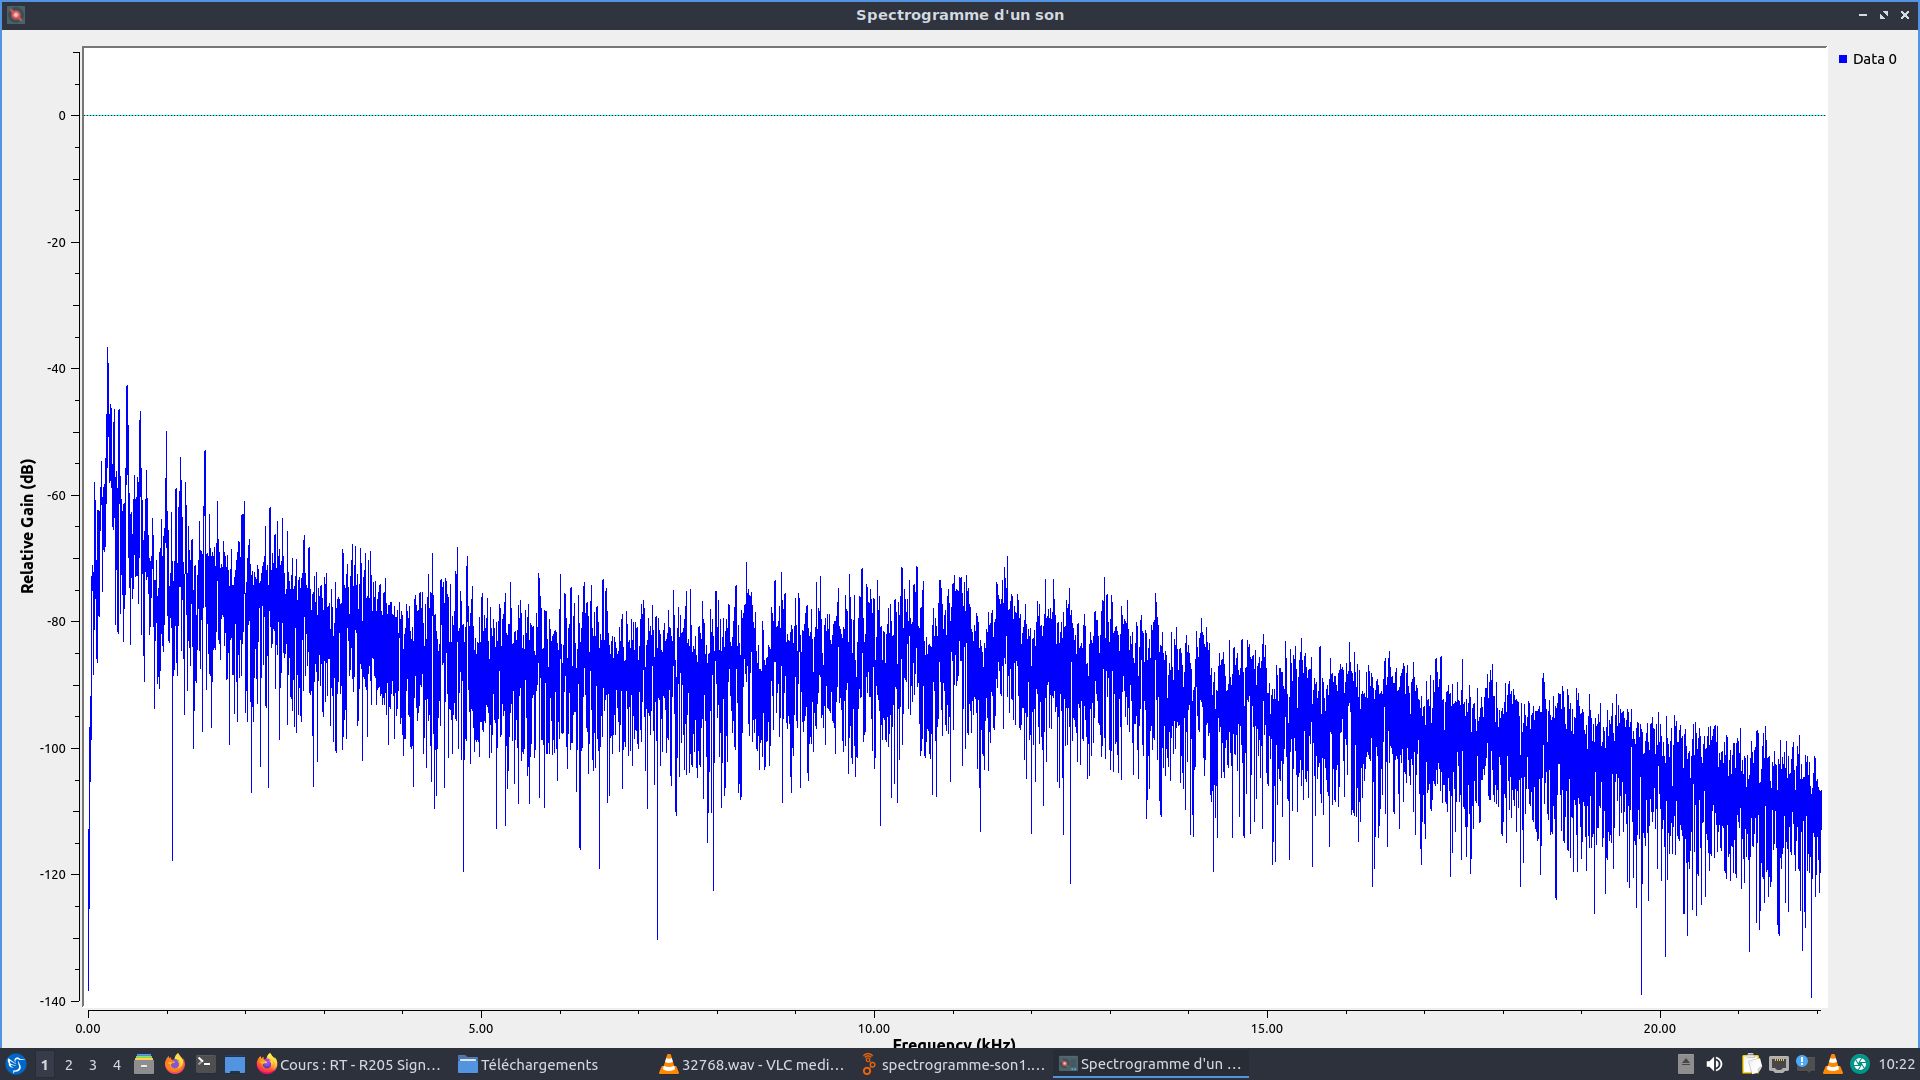 Spectrogramme d'un son
Data 0
0
-20
-40
-60
-80
-100
-120
-140
Relative Gain (dB)
0.00 5.00 10.00 15.00 20.00
Frequency (kHz)
1 2 3 4 Cours : RT - R205 Sign... Téléchargements 32768.wav - VLC medi... spectrogramme-son1.... Spectrogramme d'un ... 10:22